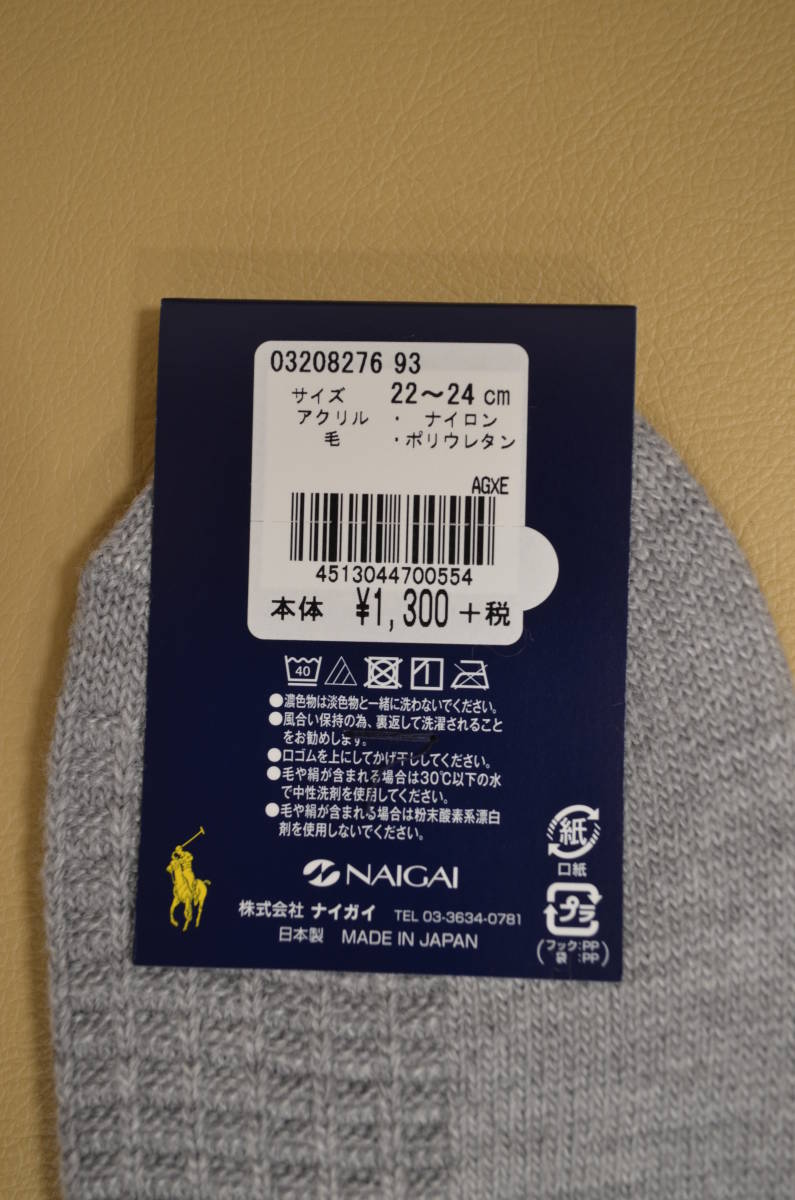 03208276 93
サイズ 22～24 cm
アクリル ・ ナイロン
毛 ・ポリウレタン
AGXE
4513044700554
本体 ¥1,300 +税
40
●濃色物は淡色物と一緒に洗わないでください。
●風合い保持の為、裏返して洗濯されること
をお勧めします。
●口ゴムを上にしてかげ干ししてください。
●毛や絹が含まれる場合は30℃以下の水
で中性洗剤を使用してください。
●毛や絹が含まれる場合は粉末酸素系漂白
剤を使用しないでください。
NAIGAI
株式会社 ナイガイ TEL 03-3634-0781
日本製 MADE IN JAPAN
紙
口紙
プラ
(フック:PP
袋 :PP)